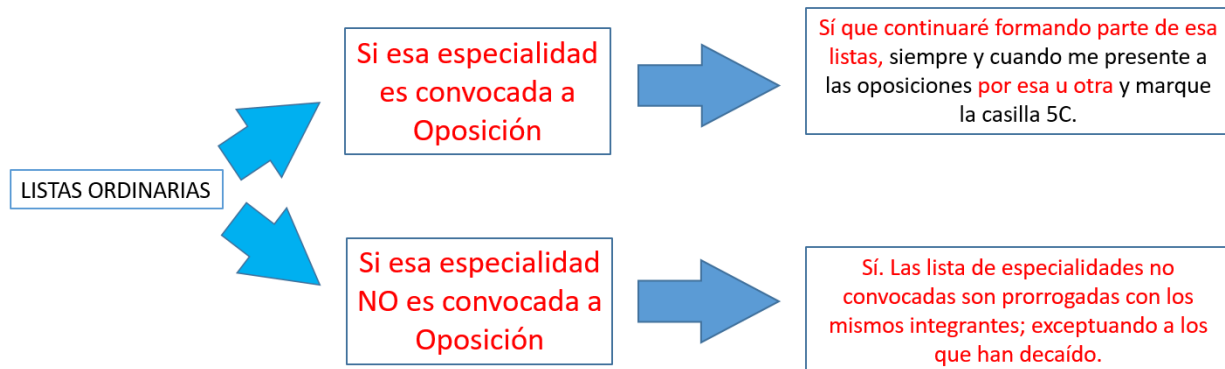 LISTAS ORDINARIAS
Si esa especialidad
es convocada a
Oposición
Sí que continuaré formando parte de esa
listas, siempre y cuando me presente a
las oposiciones por esa u otra y marque
la casilla 5C.
Si esa especialidad
NO es convocada a
Oposición
Sí. Las lista de especialidades no
convocadas son prorrogadas con los
mismos integrantes; exceptuando a los
que han decaído.